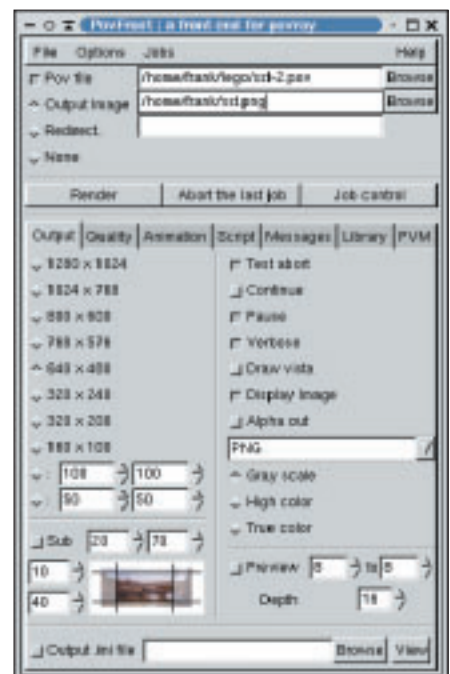 PovFront : a front end for povray
File Options Jobs Help
Pov file /home/frank/lego/sdl-2.pov Browse
Output Image /home/frank/sd.png Browse
Redirect.
None
Render Abort the last job Job control
Output Quality Animation Script Messages Library PVM
1280 x 1024 Test abort
1024 x 768 Continue
800 x 600 Pause
768 x 576 Verbose
640 x 480 Draw vista
320 x 240 Display Image
320 x 200 Alpha out
160 x 100 PNG
: 100 100 Gray scale
: 50 50 High color
True color
Sub 20 70 Preview 8 to 8
10
40 Depth 16
Output .ini file Browse View